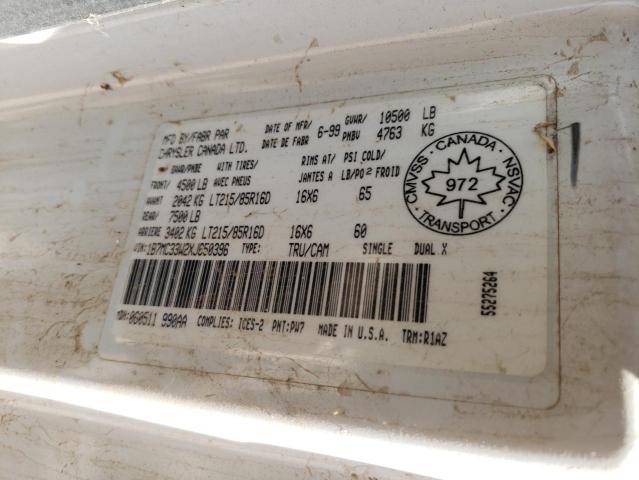 MFD BY/FABR PAR DATE OF MFR/ GVWR/ 10500 LB
CHRYSLER CANADA LTD. DATE DE FABR 6-99 PNBV 4763 KG
GAWR/PNBE WITH TIRES/ RIMS AT/ PSI COLD/
FRONT/ 4500 LB AVEC PNEUS JANTES A LB/PO² FROID
AVANT 2042 KG LT215/85R16D 16X6 65
REAR/ 7500 LB
ARRIERE 3402 KG LT215/85R16D 16X6 60
VIN: 1B7MC33W2XJ650396 TYPE: TRU/CAM SINGLE DUAL X
MDH: 060511 990AA COMPLIES: ICES-2 PNT: PW7 MADE IN U.S.A. TRM: R1AZ
55275264
CMVSS · CANADA · NSVAC
972
TRANSPORT